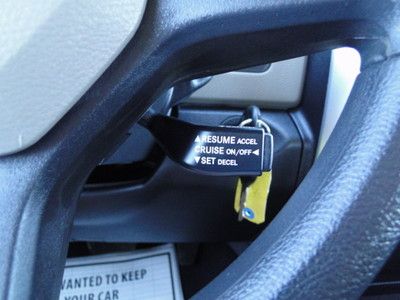 ▲RESUME ACCEL
CRUISE ON/OFF◄
▼SET DECEL
WANTED TO KEEP
YOUR CAR